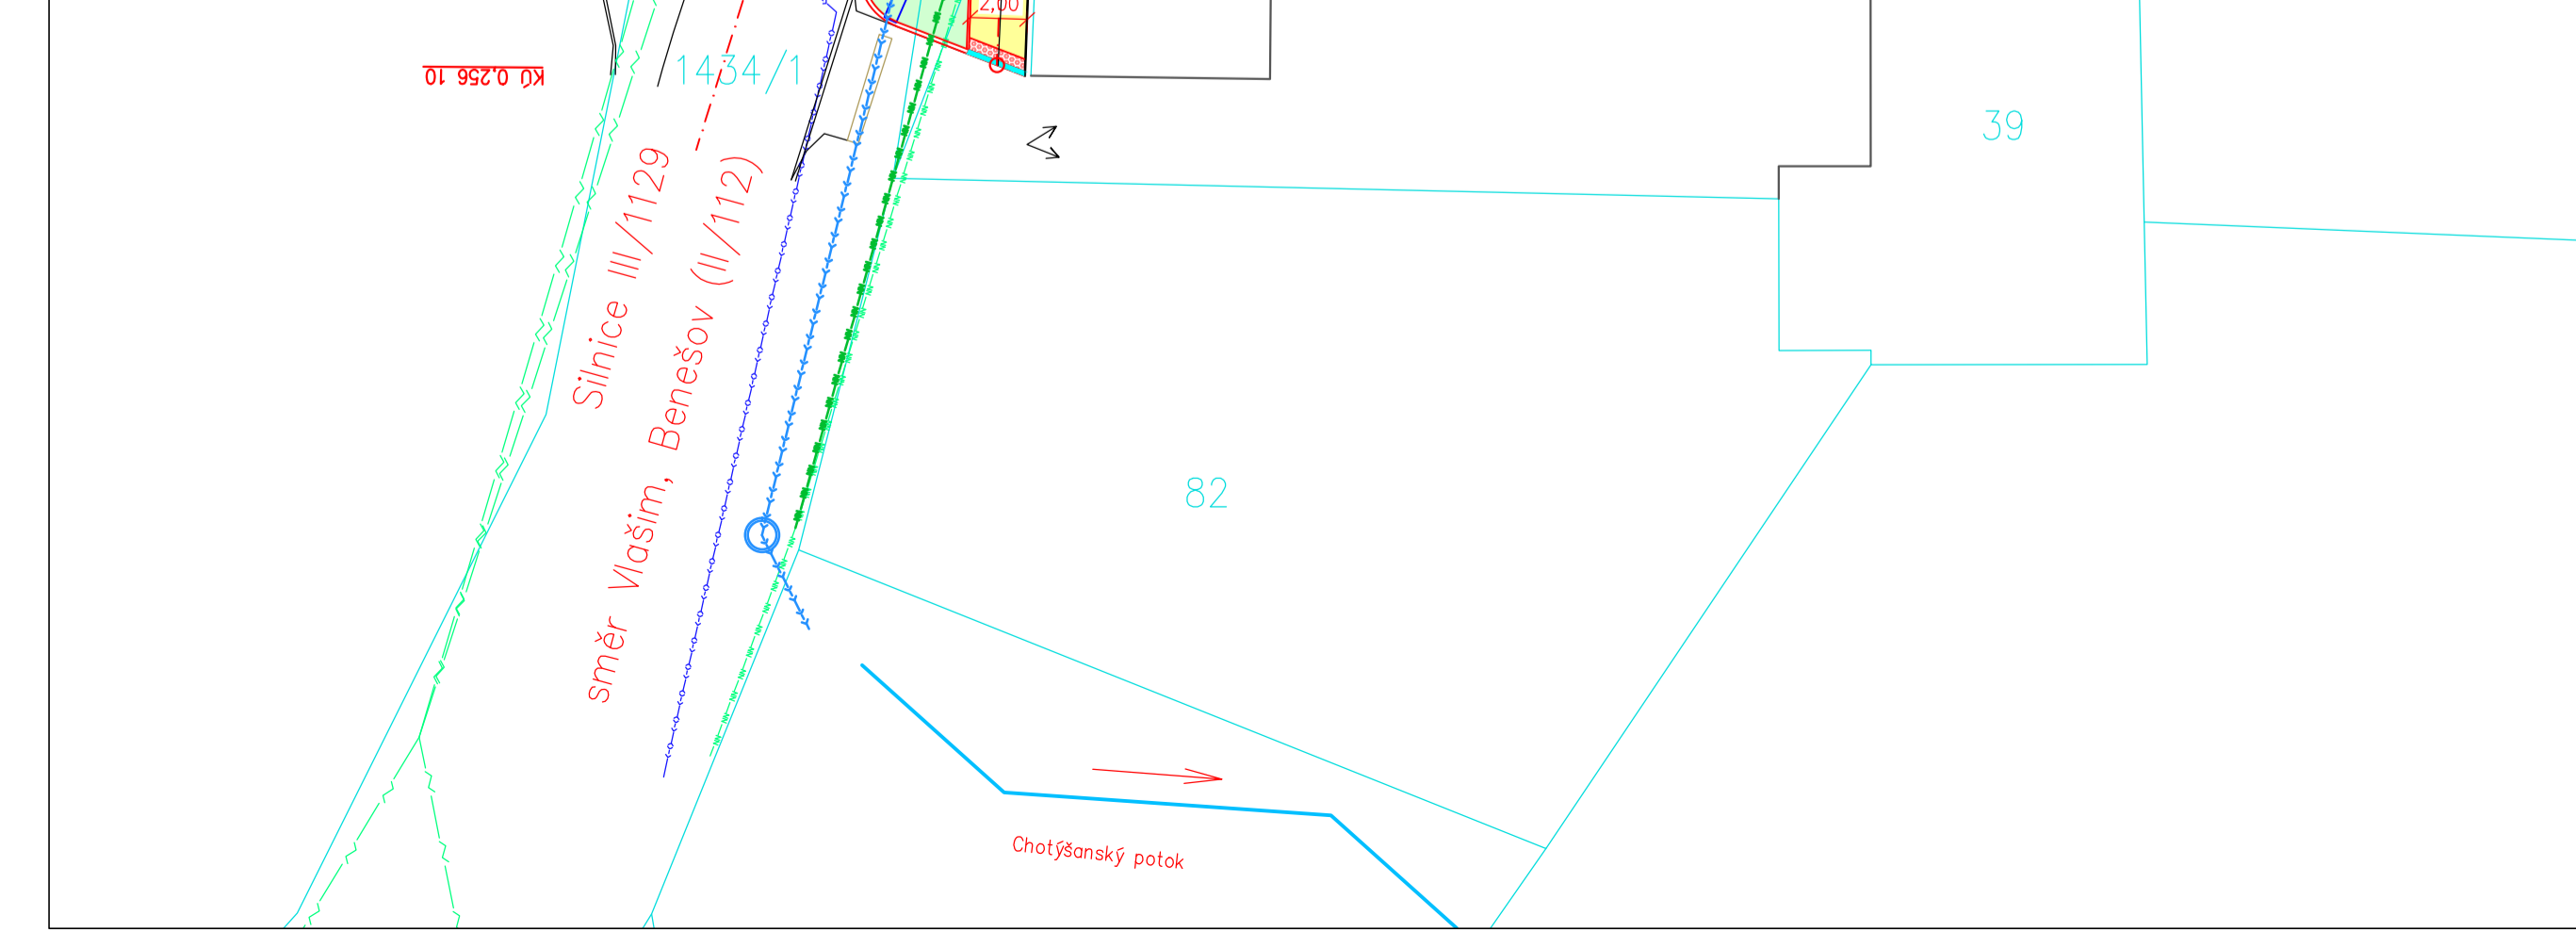 2,00
KÚ 0,256 10
1434/1
39
Silnice III/1129
směr Vlašim, Benešov (II/112)
82
Chotýšanský potok